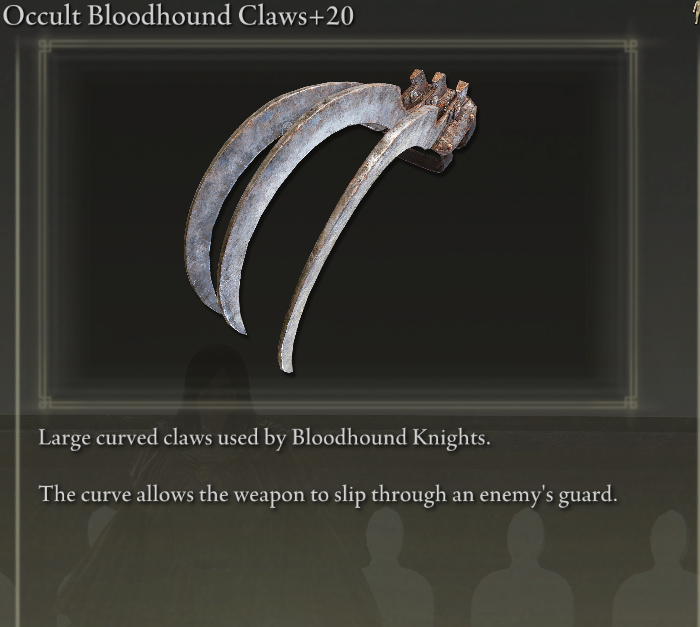 Occult Bloodhound Claws+20
Large curved claws used by Bloodhound Knights.
The curve allows the weapon to slip through an enemy's guard.